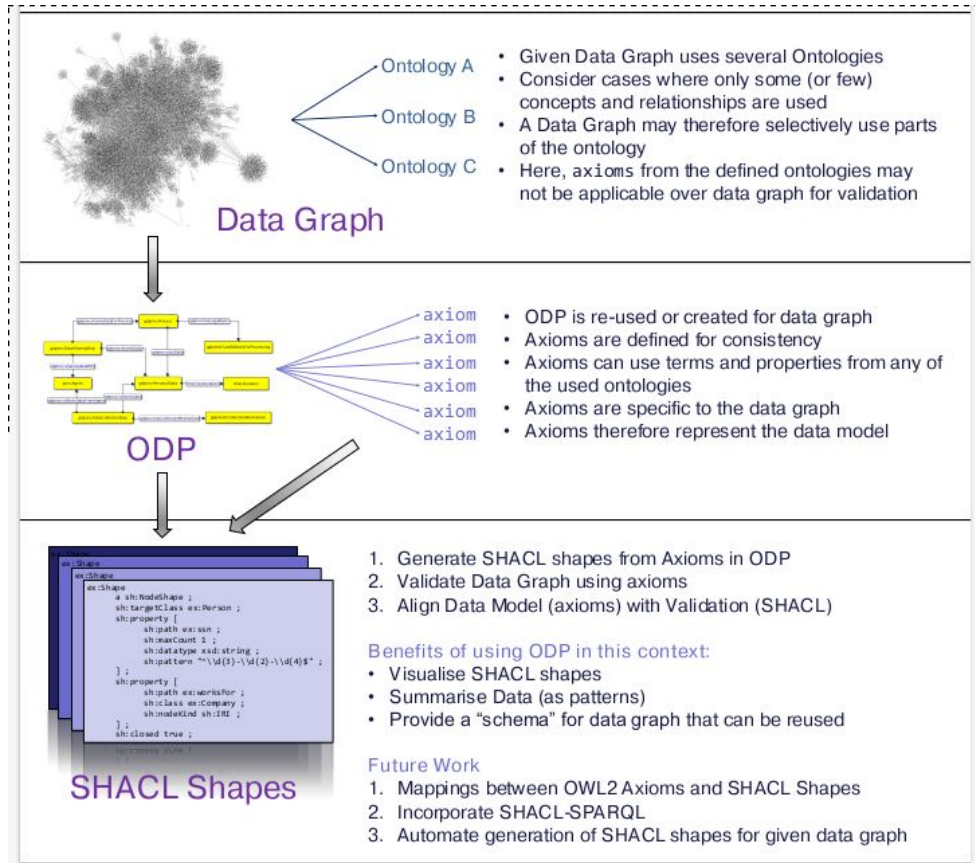 Ontology A
Ontology B
Ontology C
Data Graph
• Given Data Graph uses several Ontologies
• Consider cases where only some (or few)
concepts and relationships are used
• A Data Graph may therefore selectively use parts
of the ontology
• Here, axioms from the defined ontologies may
not be applicable over data graph for validation
ODP
axiom
axiom
axiom
axiom
axiom
axiom
• ODP is re-used or created for data graph
• Axioms are defined for consistency
• Axioms can use terms and properties from any of
the used ontologies
• Axioms are specific to the data graph
• Axioms therefore represent the data model
ex:Shape
ex:Shape
ex:Shape
ex:Shape
a sh:NodeShape ;
sh:targetClass ex:Person ;
sh:property [
sh:path ex:ssn ;
sh:maxCount 1 ;
sh:datatype xsd:string ;
sh:pattern "^\\d{3}-\\d{2}-\\d{4}$" ;
] ;
sh:property [
sh:path ex:worksFor ;
sh:class ex:Company ;
sh:nodeKind sh:IRI ;
] ;
sh:closed true ;
SHACL Shapes
1. Generate SHACL shapes from Axioms in ODP
2. Validate Data Graph using axioms
3. Align Data Model (axioms) with Validation (SHACL)
Benefits of using ODP in this context:
• Visualise SHACL shapes
• Summarise Data (as patterns)
• Provide a “schema” for data graph that can be reused
Future Work
1. Mappings between OWL2 Axioms and SHACL Shapes
2. Incorporate SHACL-SPARQL
3. Automate generation of SHACL shapes for given data graph